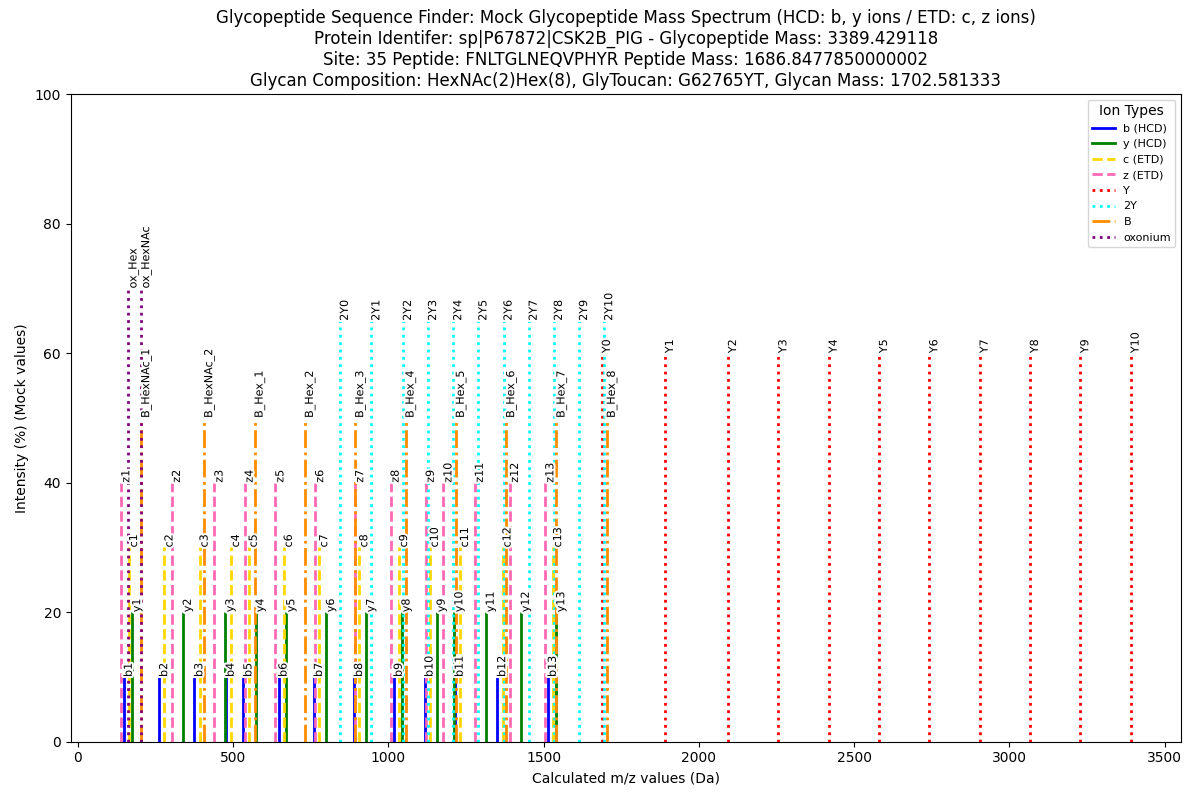 Glycopeptide Sequence Finder: Mock Glycopeptide Mass Spectrum (HCD: b, y ions / ETD: c, z ions)
Protein Identifer: sp|P67872|CSK2B_PIG - Glycopeptide Mass: 3389.429118
Site: 35 Peptide: FNLTGLNEQVPHYR Peptide Mass: 1686.8477850000002
Glycan Composition: HexNAc(2)Hex(8), GlyToucan: G62765YT, Glycan Mass: 1702.581333
Intensity (%) (Mock values)
100
80
60
40
20
0
Ion Types
b (HCD)
y (HCD)
c (ETD)
z (ETD)
Y
2Y
B
oxonium
ox_Hex
ox_HexNAc
2Y0
2Y1
2Y2
2Y3
2Y4
2Y5
2Y6
2Y7
2Y8
2Y9
2Y10
Y0
Y1
Y2
Y3
Y4
Y5
Y6
Y7
Y8
Y9
Y10
B_HexNAc_1
B_HexNAc_2
B_Hex_1
B_Hex_2
B_Hex_3
B_Hex_4
B_Hex_5
B_Hex_6
B_Hex_7
B_Hex_8
z1
z2
z3
z4
z5
z6
z7
z8
z9
z10
z11
z12
z13
c1
c2
c3
c4
c5
c6
c7
c8
c9
c10
c11
c12
c13
y1
y2
y3
y4
y5
y6
y7
y8
y9
y10
y11
y12
y13
b1
b2
b3
b4
b5
b6
b7
b8
b9
b10
b11
b12
b13
0
500
1000
1500
2000
2500
3000
3500
Calculated m/z values (Da)